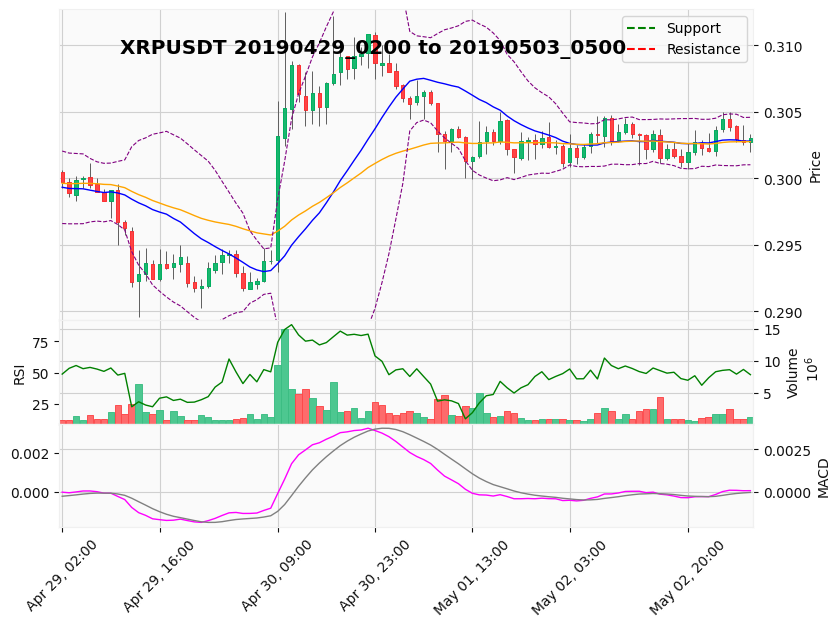 XRPUSDT 20190429_0200 to 20190503_0500
Support
Resistance
0.310
0.305
0.300
0.295
0.290
Price
75
50
25
RSI
15
10
5
Volume
10^6
0.002
0.000
0.0025
0.0000
MACD
Apr 29, 02:00
Apr 29, 16:00
Apr 30, 09:00
Apr 30, 23:00
May 01, 13:00
May 02, 03:00
May 02, 20:00